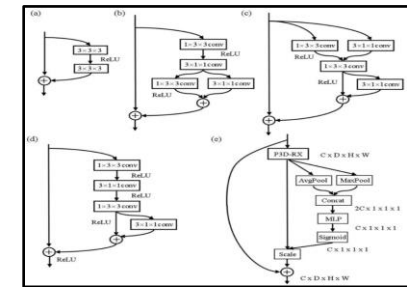 (a)
3×3×3
ReLU
3×3×3
(b)
1×3×3conv
ReLU
3×1×1conv
ReLU
1×3×3conv
3×1×1conv
(c)
1×3×3conv
3×1×1conv
ReLU
1×3×3conv
ReLU
3×1×1conv
(d)
1×3×3conv
ReLU
3×1×1conv
ReLU
1×3×3conv
ReLU
3×1×1conv
ReLU
(e)
P3D-RX
C×D×H×W
AvgPool
MaxPool
Concat
2C×1×1×1
MLP
C×1×1×1
Sigmoid
C×1×1×1
Scale
C×D×H×W